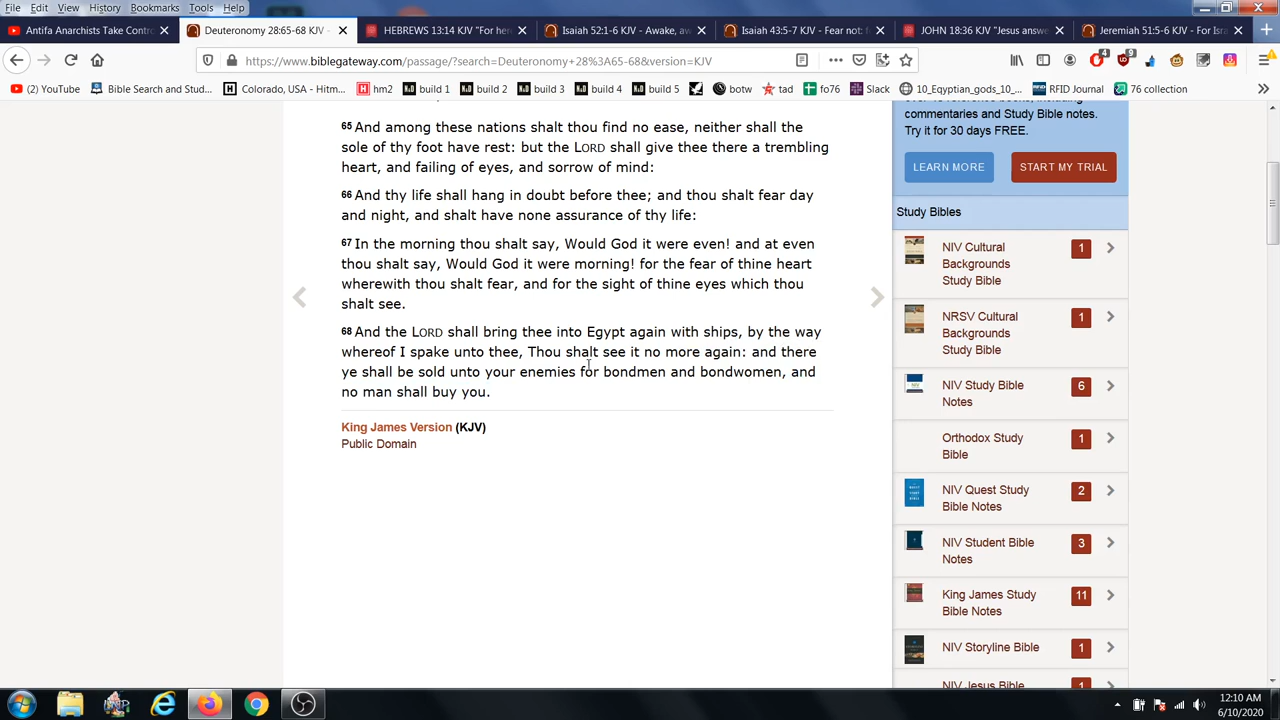 File Edit View History Bookmarks Tools Help
Antifa Anarchists Take Contro
Deuteronomy 28:65-68 KJV -
HEBREWS 13:14 KJV "For here
Isaiah 52:1-6 KJV - Awake, aw
Isaiah 43:5-7 KJV - Fear not: f
JOHN 18:36 KJV "Jesus answe
Jeremiah 51:5-6 KJV - For Isra
https://www.biblegateway.com/passage/?search=Deuteronomy+28%3A65-68&version=KJV
(2) YouTube
Bible Search and Stud...
Colorado, USA - Hitm...
hm2
build 1
build 2
build 3
build 4
build 5
botw
tad
fo76
Slack
10_Egyptian_gods_10_...
RFID Journal
76 collection
65 And among these nations shalt thou find no ease, neither shall the
sole of thy foot have rest: but the LORD shall give thee there a trembling
heart, and failing of eyes, and sorrow of mind:
66 And thy life shall hang in doubt before thee; and thou shalt fear day
and night, and shalt have none assurance of thy life:
67 In the morning thou shalt say, Would God it were even! and at even
thou shalt say, Would God it were morning! for the fear of thine heart
wherewith thou shalt fear, and for the sight of thine eyes which thou
shalt see.
68 And the LORD shall bring thee into Egypt again with ships, by the way
whereof I spake unto thee, Thou shalt see it no more again: and there
ye shall be sold unto your enemies for bondmen and bondwomen, and
no man shall buy you.
King James Version (KJV)
Public Domain
commentaries and Study Bible notes.
Try it for 30 days FREE.
LEARN MORE
START MY TRIAL
Study Bibles
NIV Cultural
Backgrounds
Study Bible
1
NRSV Cultural
Backgrounds
Study Bible
1
NIV Study Bible
Notes
6
Orthodox Study
Bible
1
NIV Quest Study
Bible Notes
2
NIV Student Bible
Notes
3
King James Study
Bible Notes
11
NIV Storyline Bible
1
NIV Jesus Bible
1
12:10 AM
6/10/2020